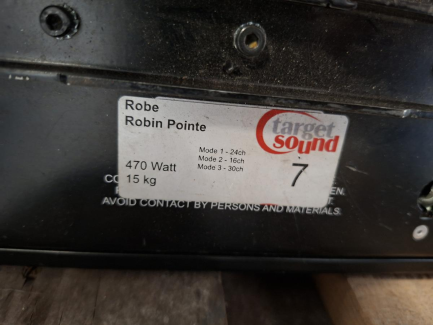 Robe
Robin Pointe
target
sound
Mode 1 - 24ch
Mode 2 - 16ch
Mode 3 - 30ch
470 Watt
15 kg
7
AVOID CONTACT BY PERSONS AND MATERIALS.